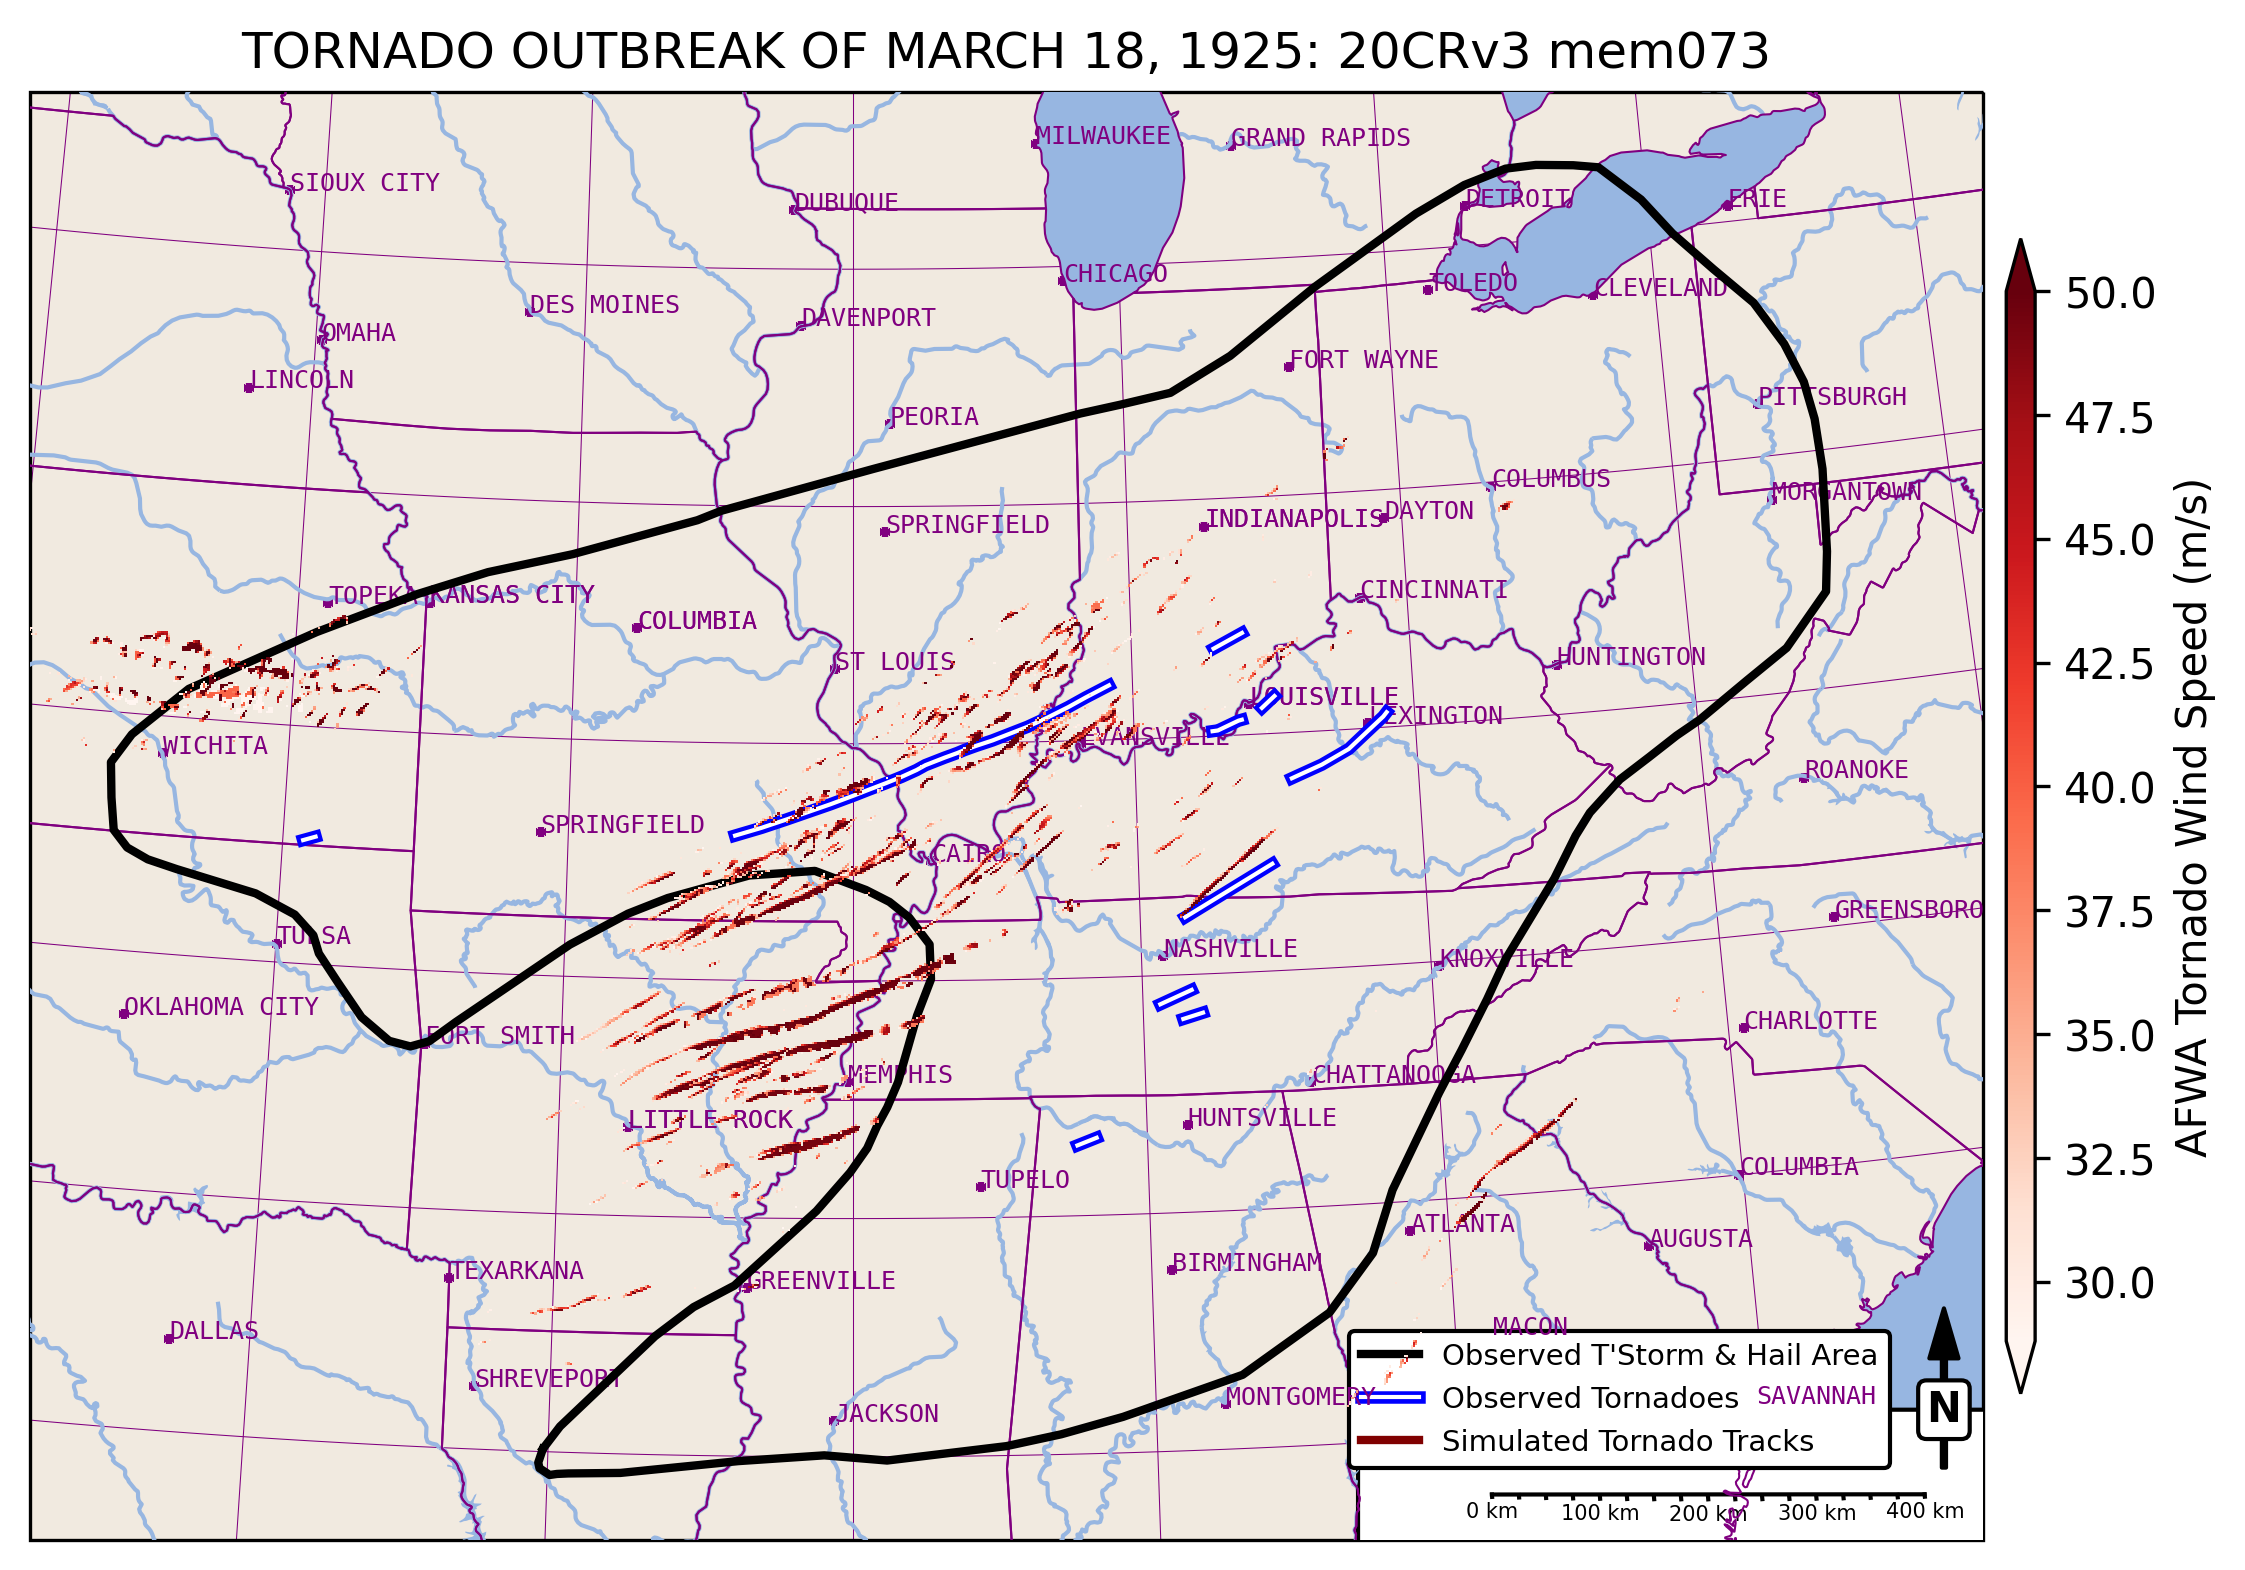 TORNADO OUTBREAK OF MARCH 18, 1925: 20CRv3 mem073
MILWAUKEE
GRAND RAPIDS
SIOUX CITY
DUBUQUE
DETROIT
ERIE
CHICAGO
TOLEDO
CLEVELAND
DES MOINES
DAVENPORT
OMAHA
FORT WAYNE
LINCOLN
PEORIA
PITTSBURGH
COLUMBUS
MORGANTOWN
SPRINGFIELD
INDIANAPOLIS
DAYTON
TOPEKA
KANSAS CITY
CINCINNATI
COLUMBIA
ST LOUIS
HUNTINGTON
LOUISVILLE
LEXINGTON
WICHITA
EVANSVILLE
ROANOKE
SPRINGFIELD
CAIRO
GREENSBORO
TULSA
NASHVILLE
KNOXVILLE
OKLAHOMA CITY
CHARLOTTE
FORT SMITH
MEMPHIS
CHATTANOOGA
LITTLE ROCK
HUNTSVILLE
TUPELO
COLUMBIA
ATLANTA
AUGUSTA
TEXARKANA
GREENVILLE
BIRMINGHAM
DALLAS
MACON
SHREVEPORT
JACKSON
MONTGOMERY
SAVANNAH
Observed T'Storm & Hail Area
Observed Tornadoes
Simulated Tornado Tracks
N
0 km
100 km
200 km
300 km
400 km
50.0
47.5
45.0
42.5
40.0
37.5
35.0
32.5
30.0
AFWA Tornado Wind Speed (m/s)